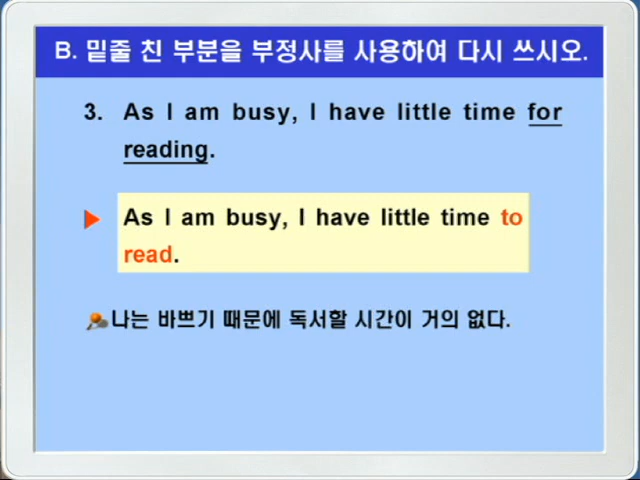 B. 밑줄 친 부분을 부정사를 사용하여 다시 쓰시오.
3. As I am busy, I have little time for
reading.
As I am busy, I have little time to
read.
나는 바쁘기 때문에 독서할 시간이 거의 없다.